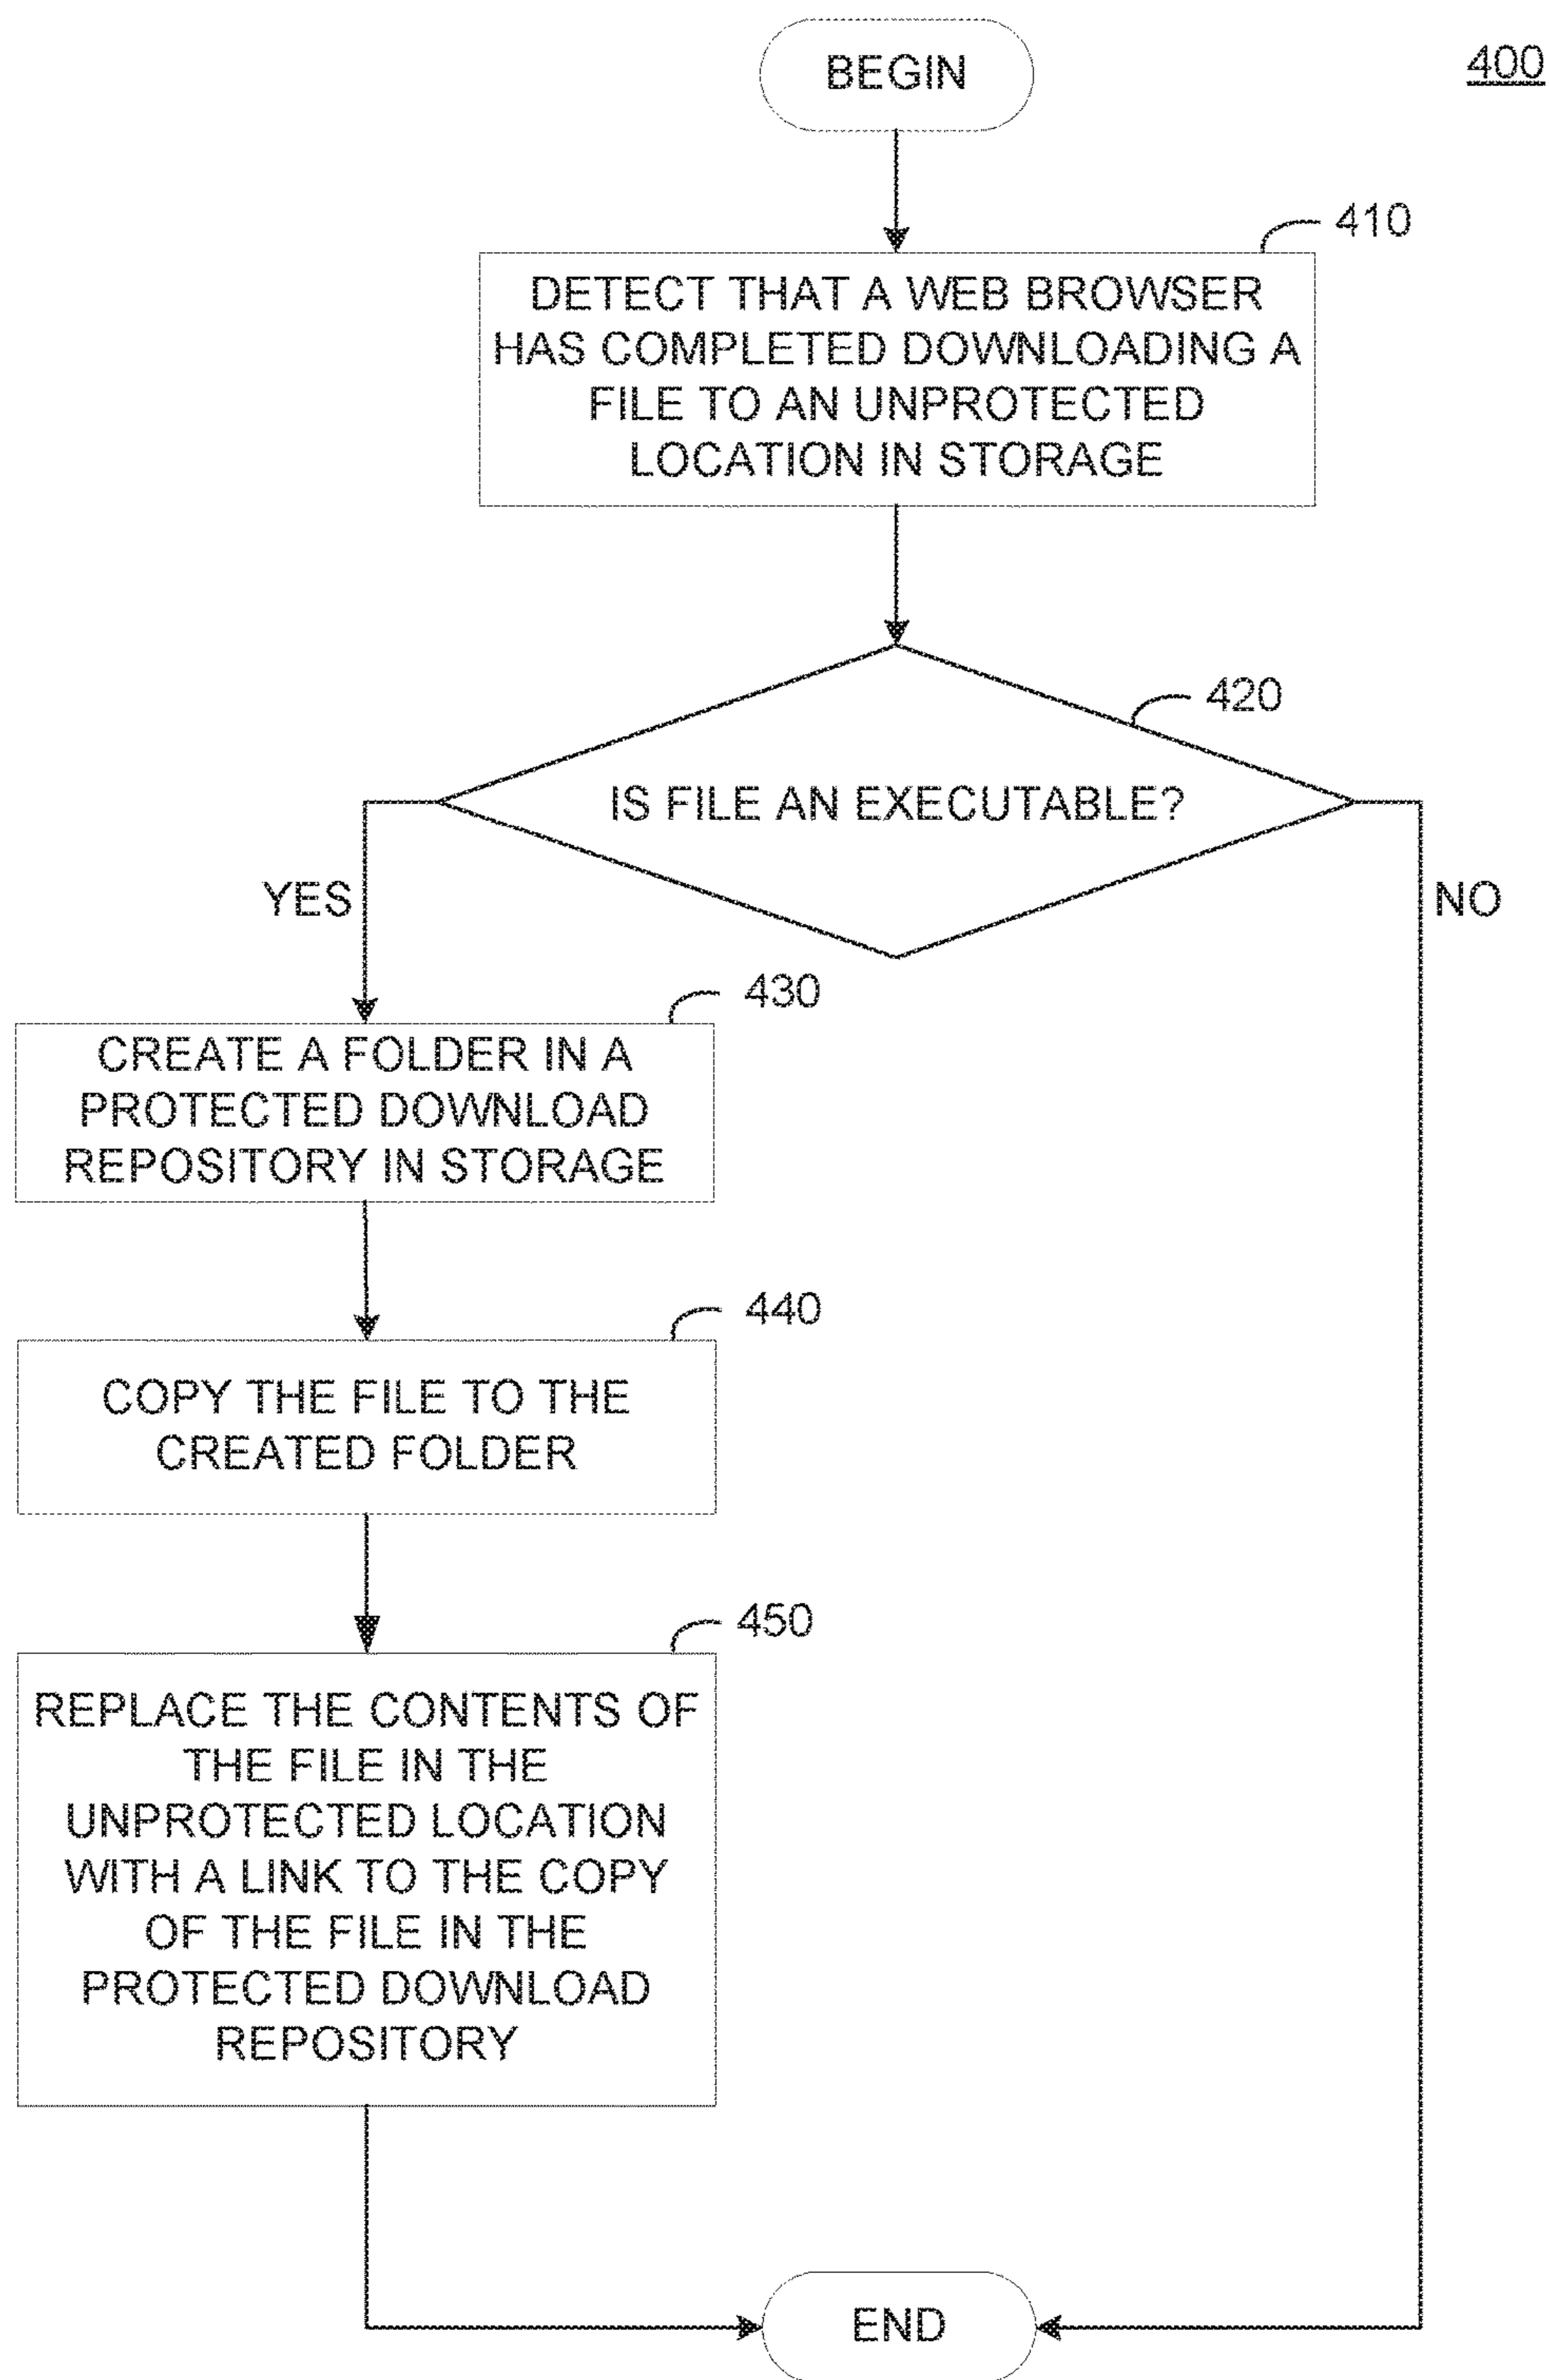 BEGIN
400
410
DETECT THAT A WEB BROWSER
HAS COMPLETED DOWNLOADING A
FILE TO AN UNPROTECTED
LOCATION IN STORAGE
420
IS FILE AN EXECUTABLE?
YES
NO
430
CREATE A FOLDER IN A
PROTECTED DOWNLOAD
REPOSITORY IN STORAGE
440
COPY THE FILE TO THE
CREATED FOLDER
450
REPLACE THE CONTENTS OF
THE FILE IN THE
UNPROTECTED LOCATION
WITH A LINK TO THE COPY
OF THE FILE IN THE
PROTECTED DOWNLOAD
REPOSITORY
END